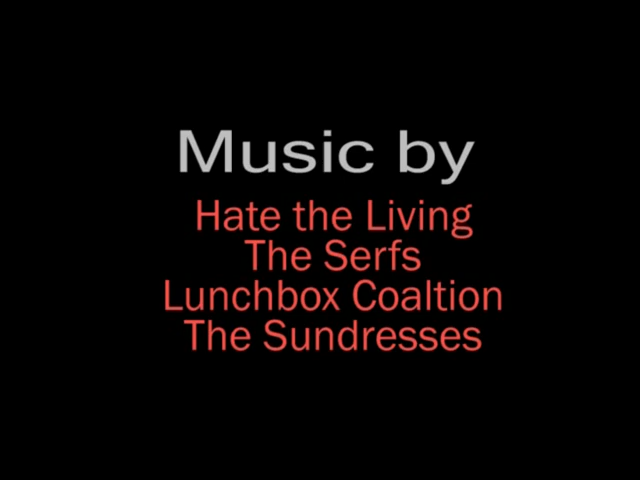 Music by
Hate the Living
The Serfs
Lunchbox Coaltion
The Sundresses